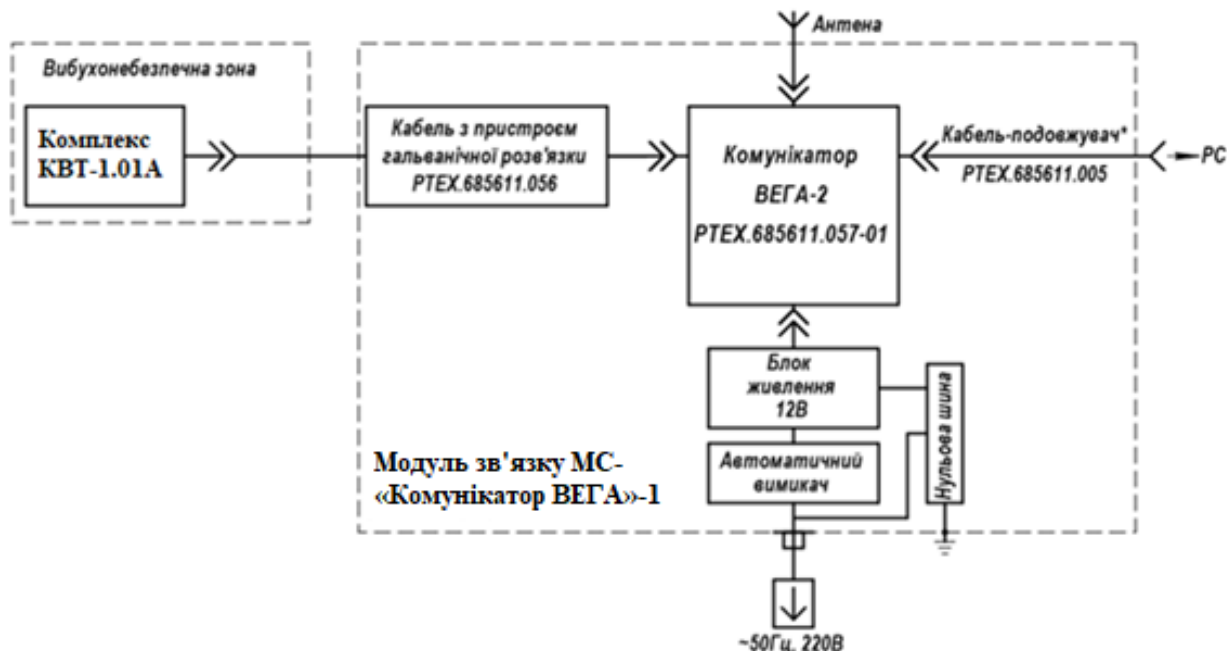 Антена
Вибухонебезпечна зона
Комплекс
КВТ-1.01А
Кабель з пристроєм
гальванічної розв'язки
РТЕХ.685611.056
Комунікатор
ВЕГА-2
РТЕХ.685611.057-01
Кабель-подовжувач*
РТЕХ.685611.005
РС
Блок
живлення
12В
Автоматичний
вимикач
Нульова шина
Модуль зв'язку МС-
«Комунікатор ВЕГА»-1
~50Гц, 220В